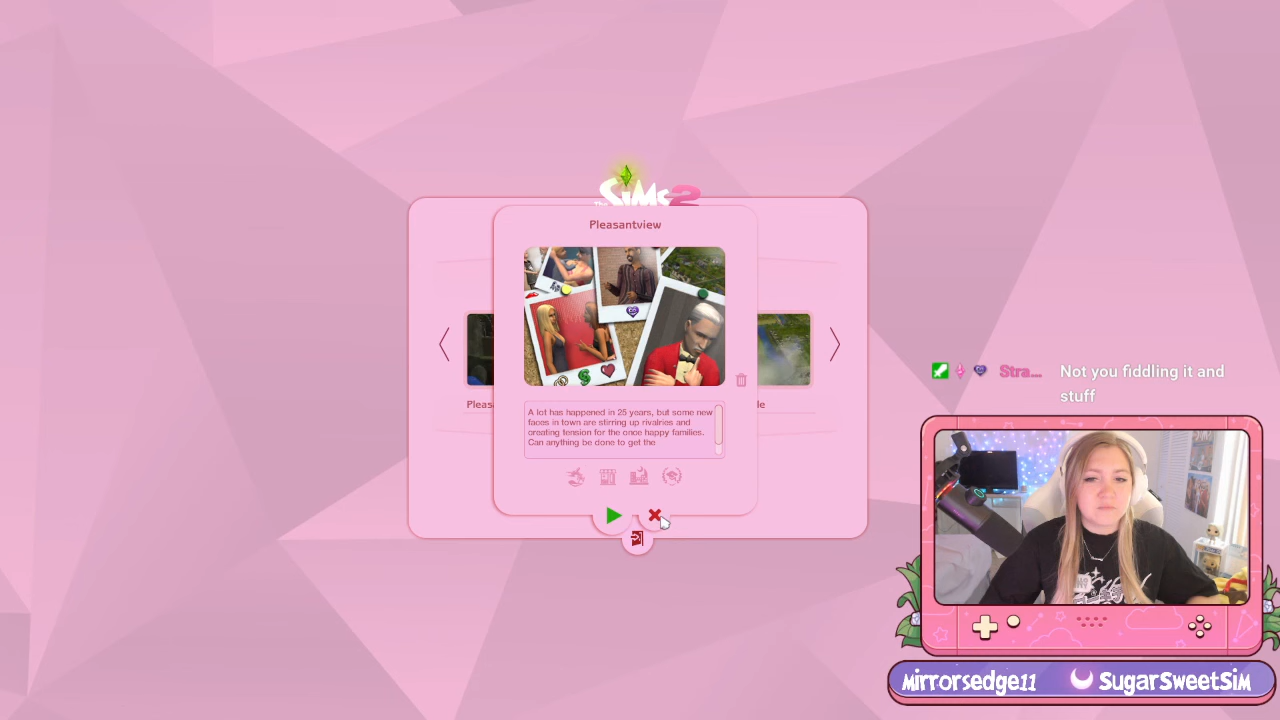 The Sims 2
Pleasantview
Pleas
le
A lot has happened in 25 years, but some new
faces in town are stirring up rivalries and
creating tension for the once happy families.
Can anything be done to get the
Stra... Not you fiddling it and
stuff
mirrorsedge11 SugarSweetSim